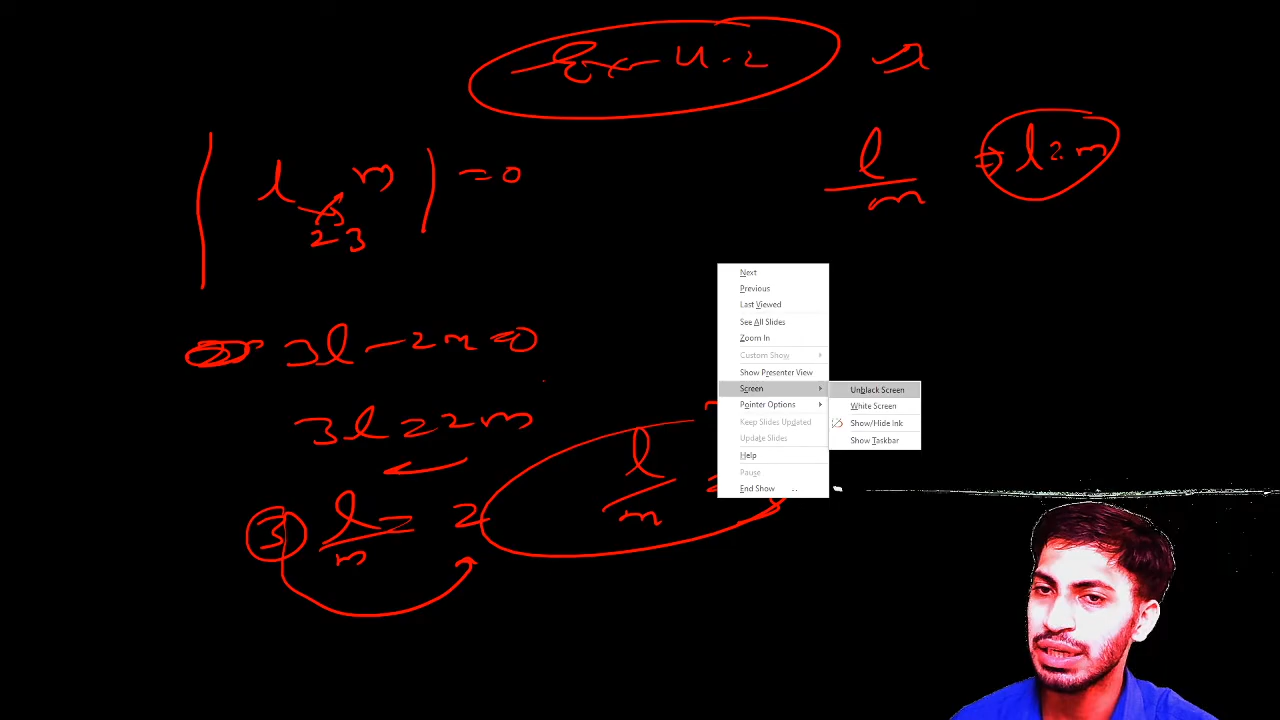 Ex - 4.2
l m = 0
2 3
l
m
⇒ l = m
3l - 2m = 0
3l = 2m
3 l = 2
m
l
m
Next
Previous
Last Viewed
See All Slides
Zoom In
Custom Show
Show Presenter View
Screen
Pointer Options
Keep Slides Updated
Update Slides
Help
Pause
End Show
Unblack Screen
White Screen
Show/Hide Ink
Show Taskbar